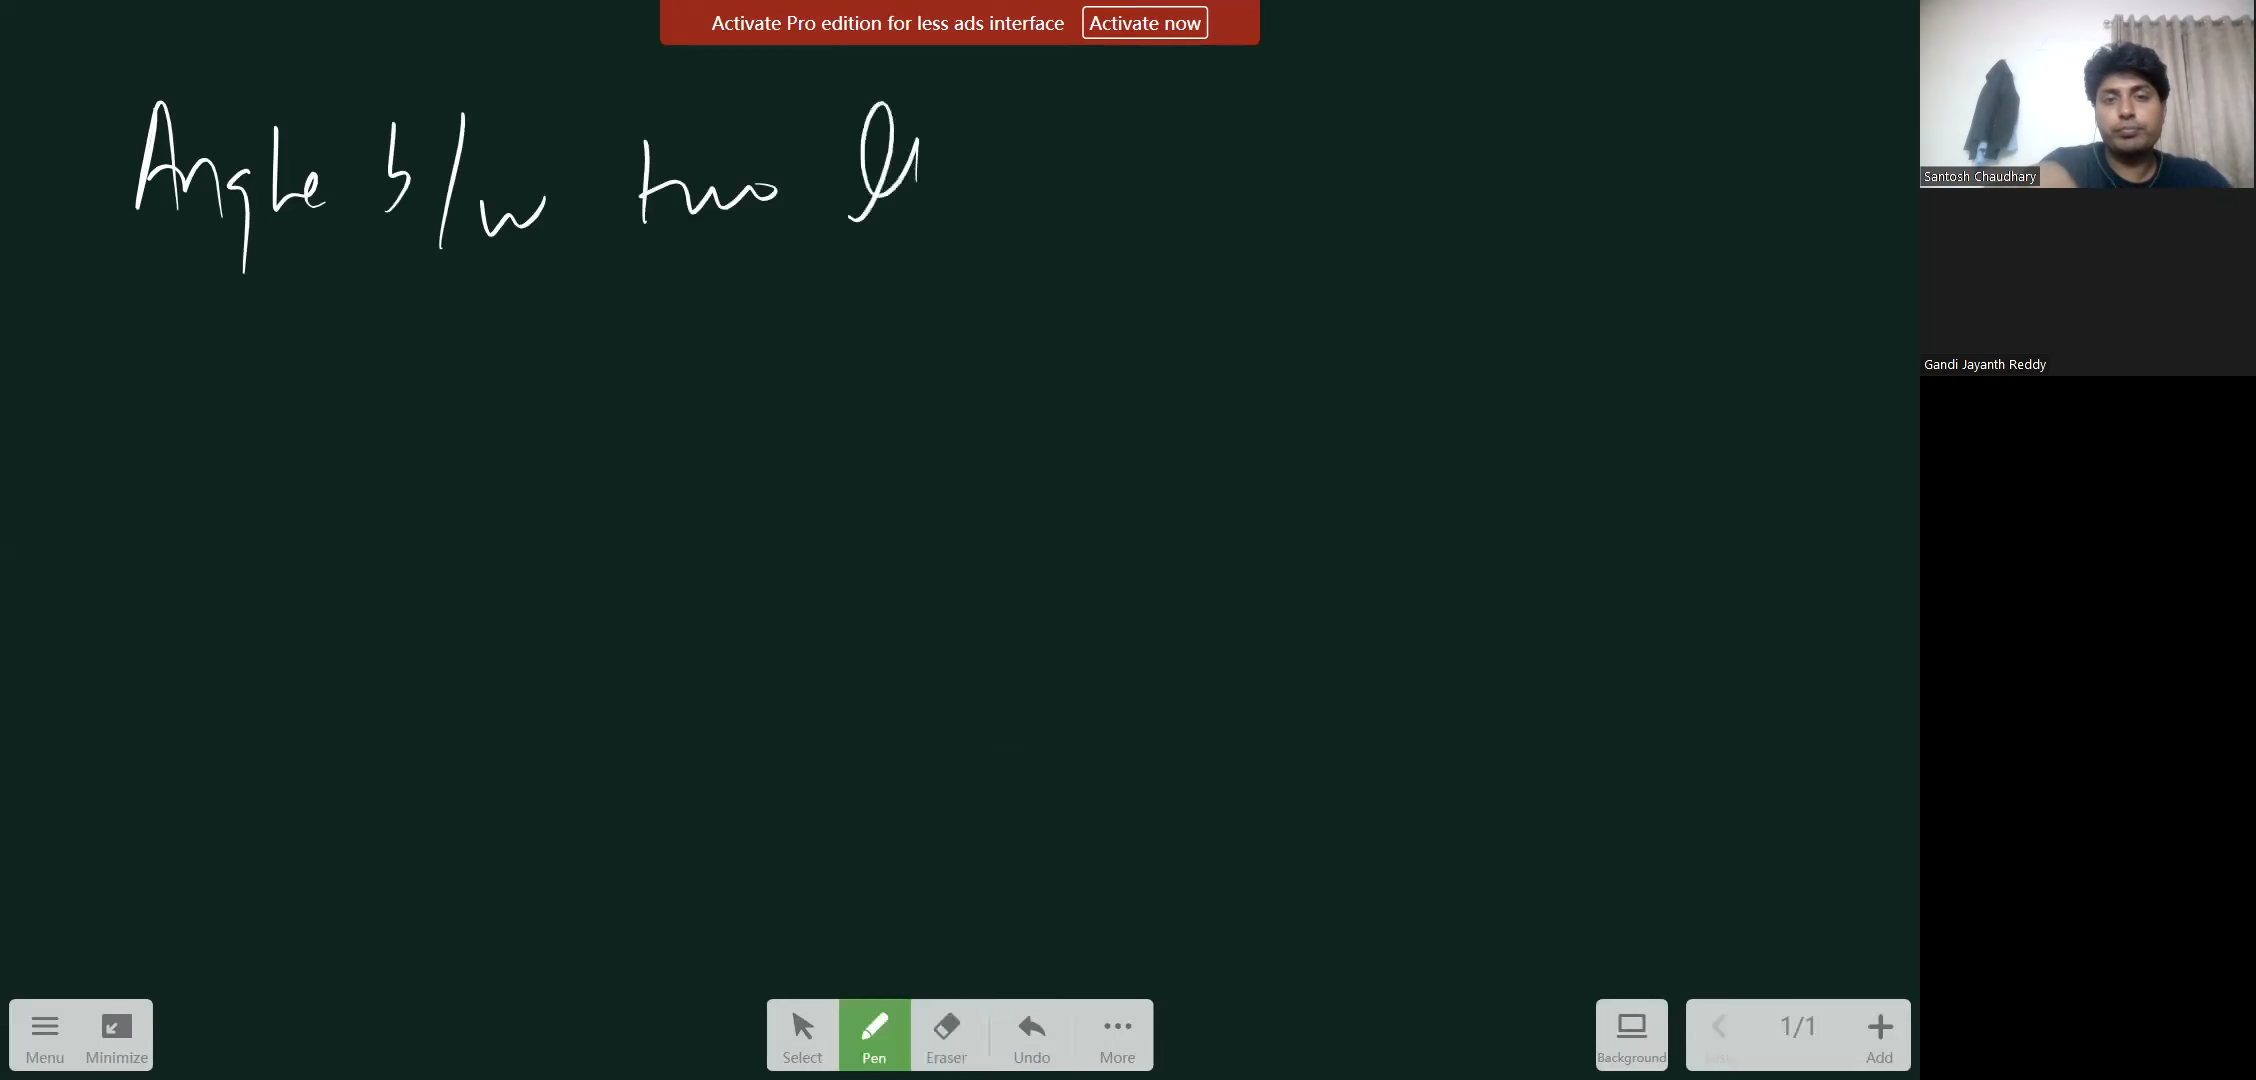 Activate Pro edition for less ads interface Activate now
Angle b/w two
Santosh Chaudhary
Gandi Jayanth Reddy
Menu Minimize Select Pen Eraser Undo More Background 1/1 Add